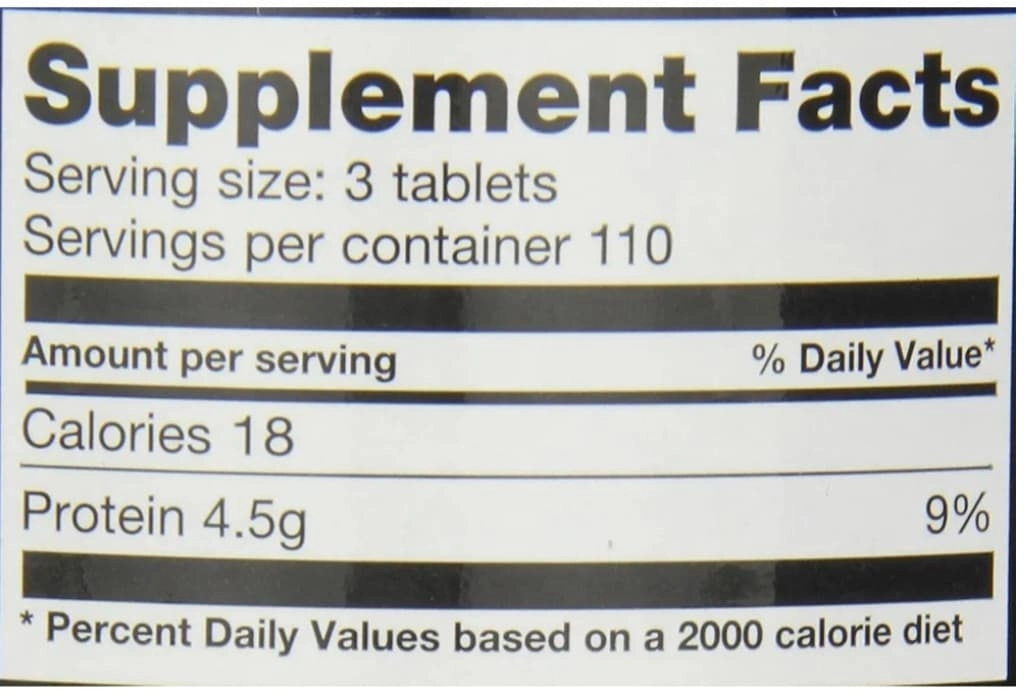 Supplement Facts
Serving size: 3 tablets
Servings per container 110
Amount per serving % Daily Value*
Calories 18
Protein 4.5g 9%
* Percent Daily Values based on a 2000 calorie diet